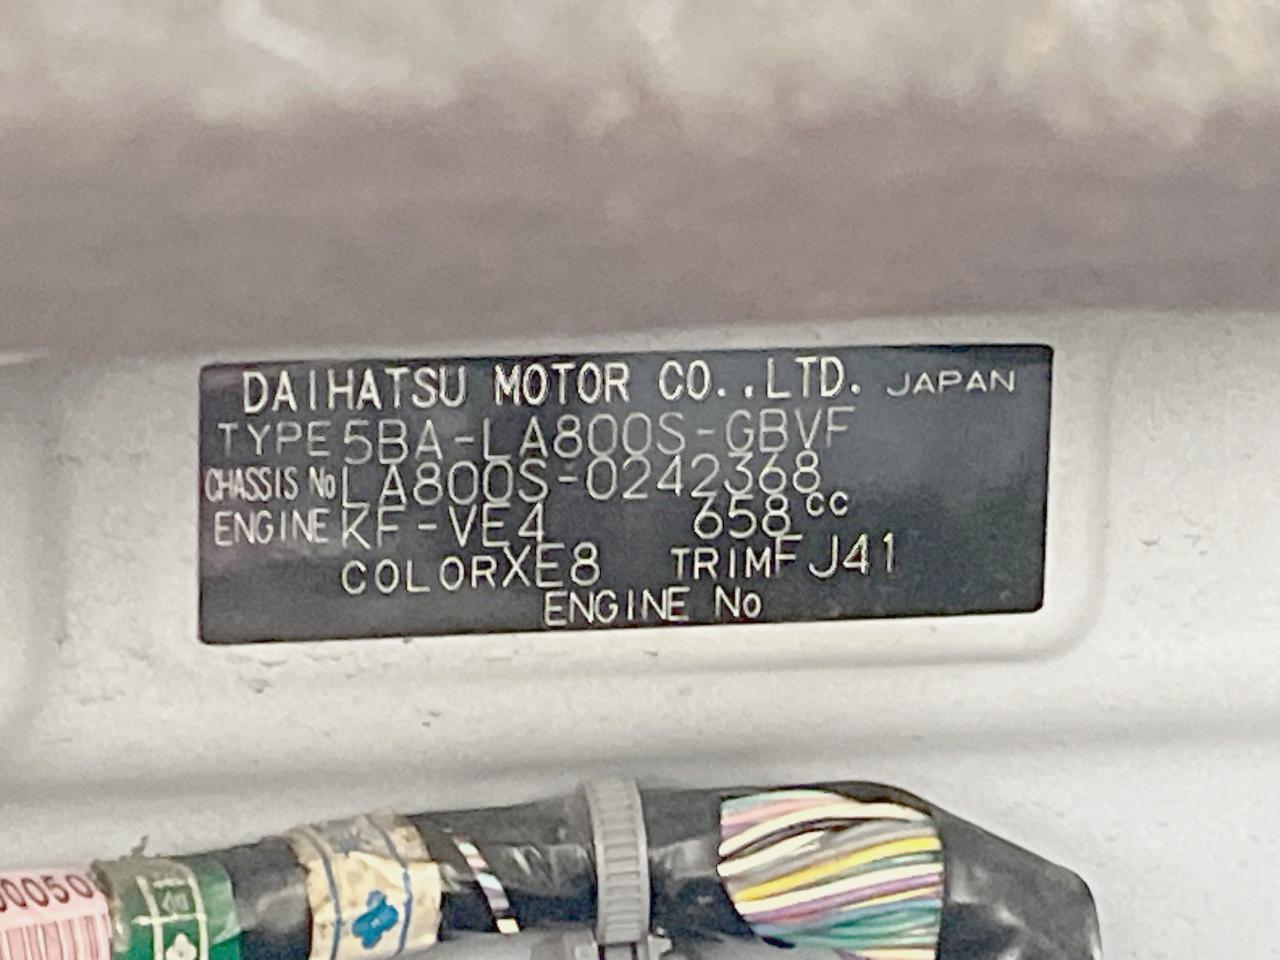 DAIHATSU MOTOR CO.,LTD. JAPAN
TYPE 5BA-LA800S-GBVF
CHASSIS No LA800S-0242368
ENGINE KF-VE4 658cc
COLOR XE8 TRIM FJ41
ENGINE No